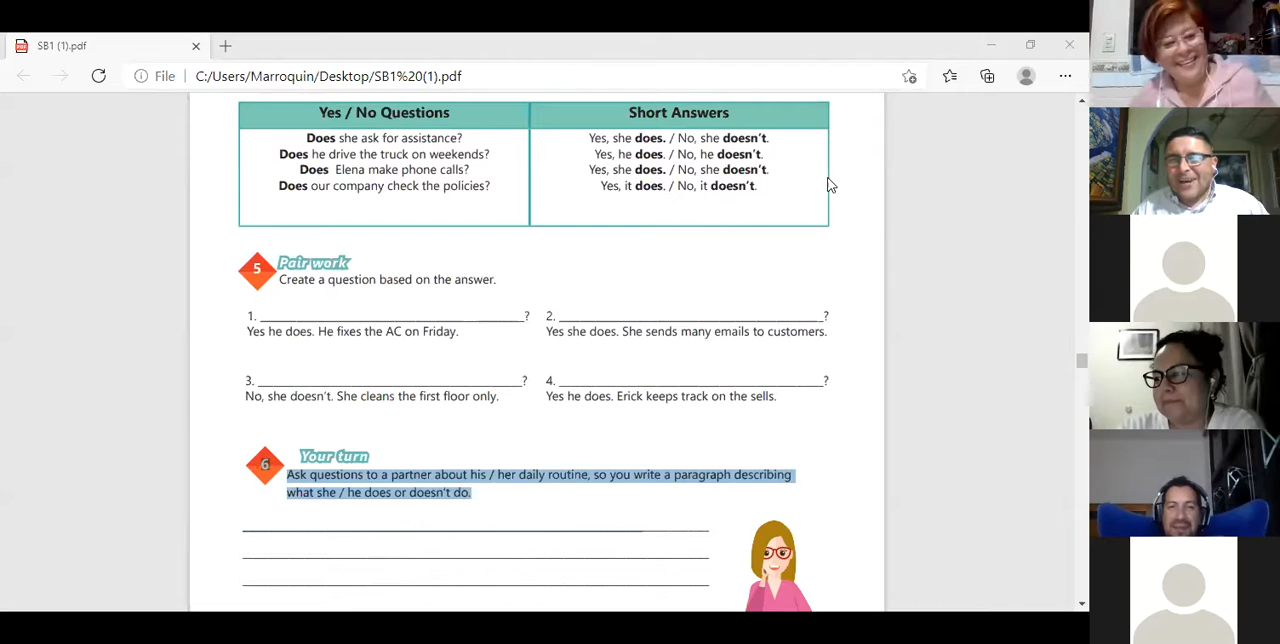 SB1 (1).pdf
File C:/Users/Marroquin/Desktop/SB1%20(1).pdf
Yes / No Questions
Short Answers
Does she ask for assistance?
Does he drive the truck on weekends?
Does Elena make phone calls?
Does our company check the policies?
Yes, she does. / No, she doesn't.
Yes, he does. / No, he doesn't.
Yes, she does. / No, she doesn't.
Yes, it does. / No, it doesn't.
5 Pair work
Create a question based on the answer.
1. ________________________________________?
Yes he does. He fixes the AC on Friday.
2. ________________________________________?
Yes she does. She sends many emails to customers.
3. ________________________________________?
No, she doesn't. She cleans the first floor only.
4. ________________________________________?
Yes he does. Erick keeps track on the sells.
6 Your turn
Ask questions to a partner about his / her daily routine, so you write a paragraph describing
what she / he does or doesn't do.